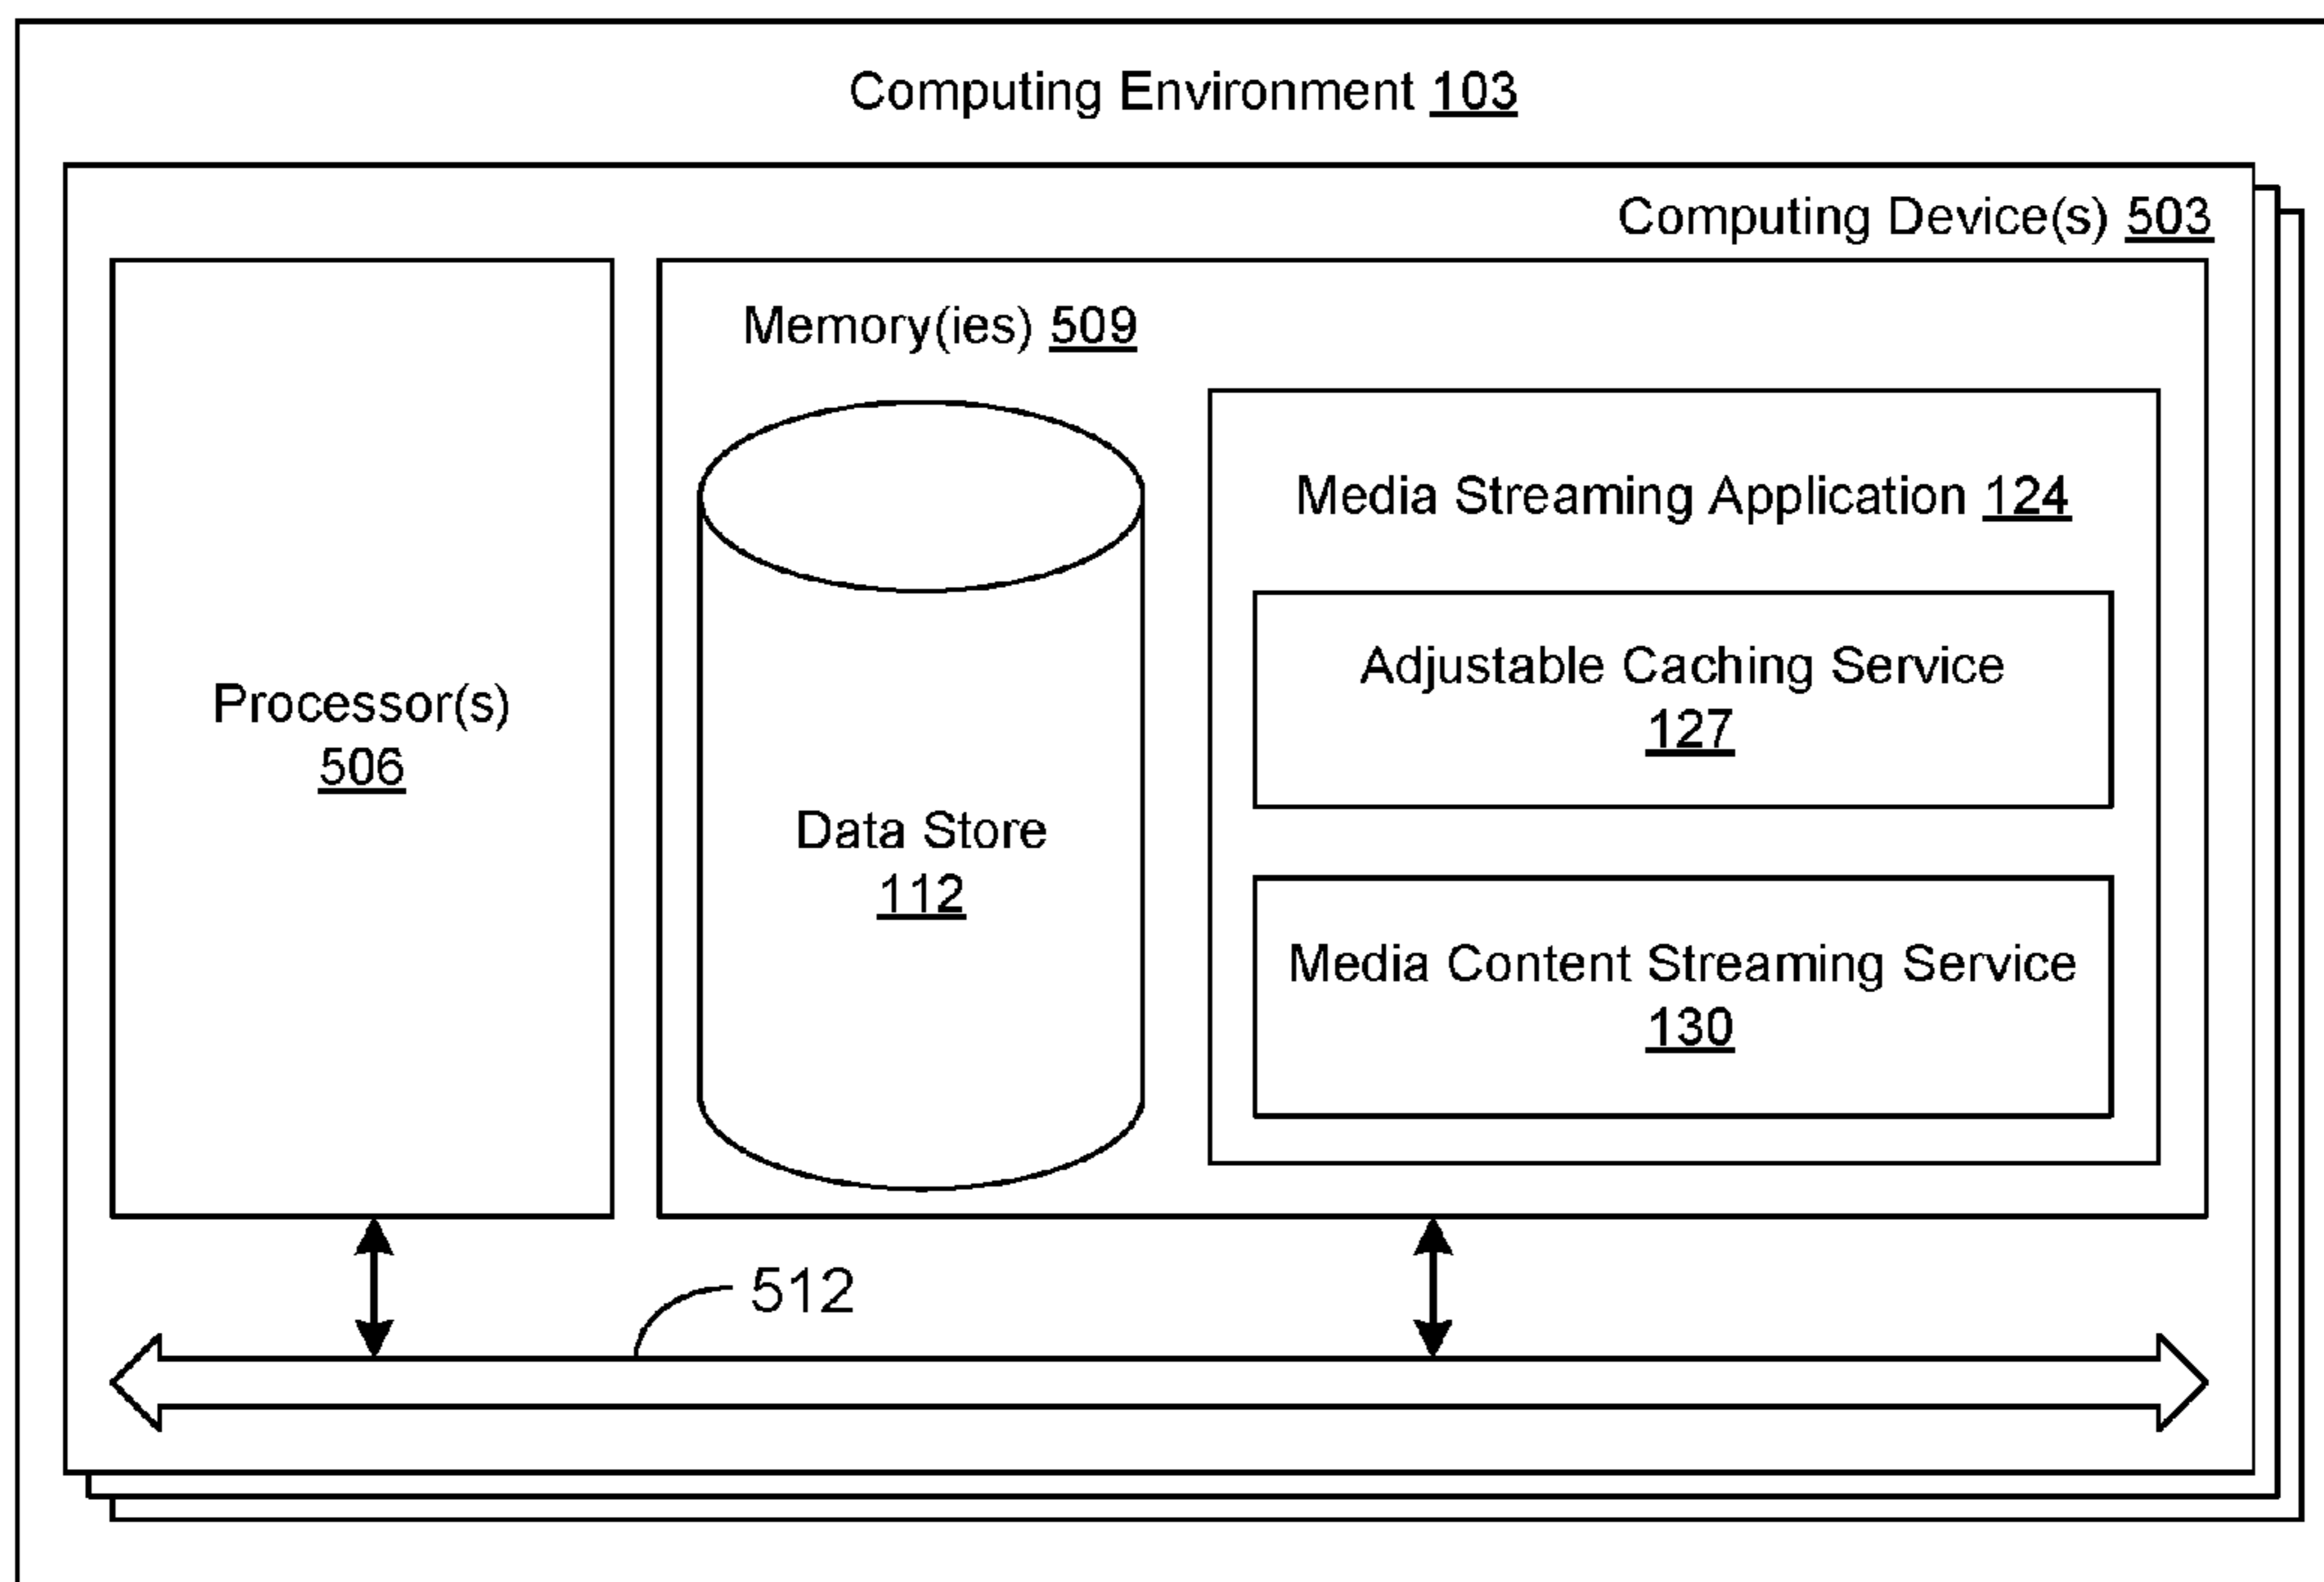 Computing Environment 103
Computing Device(s) 503
Memory(ies) 509
Media Streaming Application 124
Adjustable Caching Service
127
Processor(s)
506
Data Store
112
Media Content Streaming Service
130
512